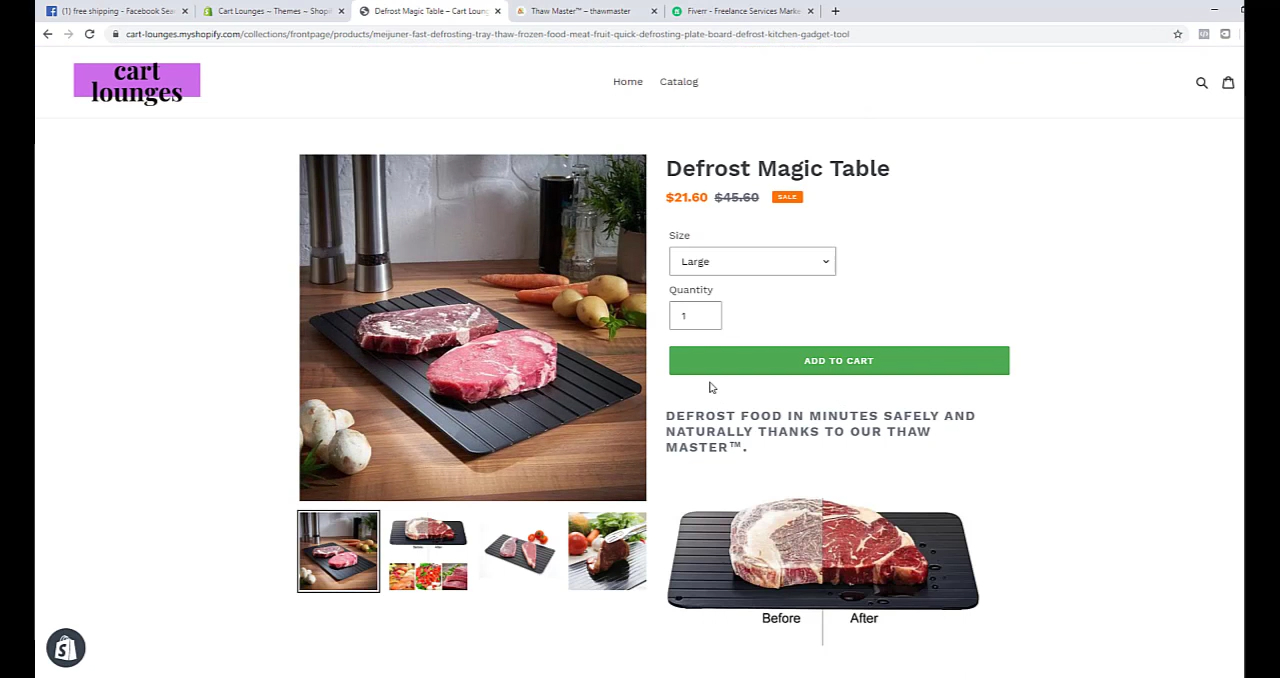 (1) free shipping - Facebook Sea
Cart Lounges ~ Themes ~ Shopi
Defrost Magic Table – Cart Loung
Thaw Master™ – thawmaster
Fiverr - Freelance Services Mark
cart-lounges.myshopify.com/collections/frontpage/products/meijuner-fast-defrosting-tray-thaw-frozen-food-meat-fruit-quick-defrosting-plate-board-defrost-kitchen-gadget-tool
cart
lounges
Home
Catalog
Defrost Magic Table
$21.60 $45.60 SALE
Size
Large
Quantity
1
ADD TO CART
DEFROST FOOD IN MINUTES SAFELY AND
NATURALLY THANKS TO OUR THAW
MASTER™.
Before
After